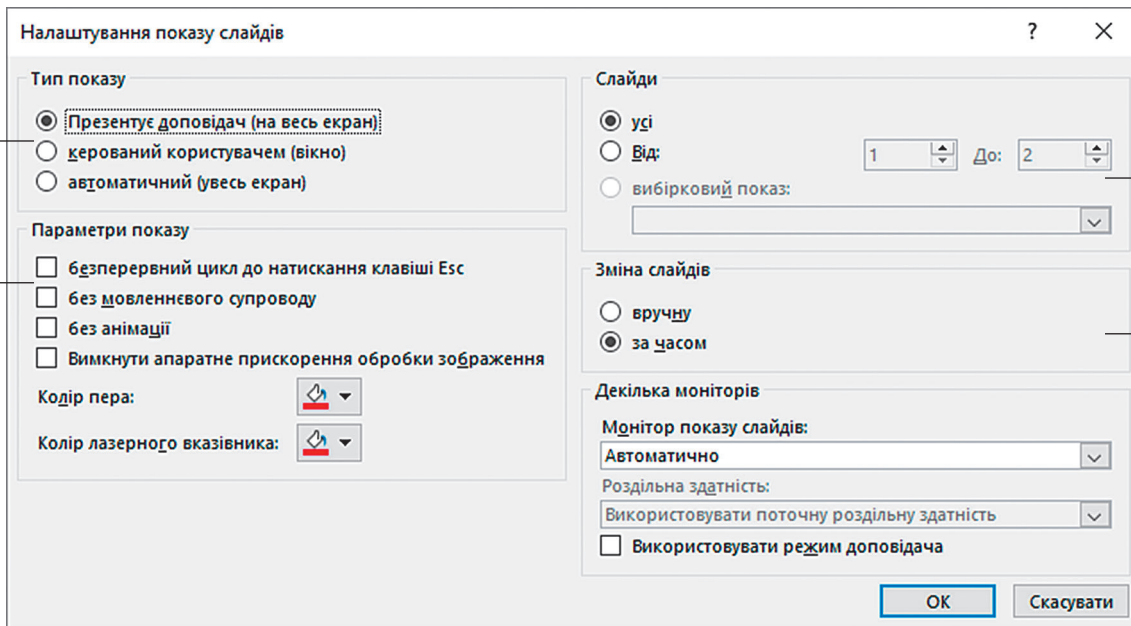 Налаштування показу слайдів ?
Тип показу
Презентує доповідач (на весь екран)
керований користувачем (вікно)
автоматичний (увесь екран)
Параметри показу
безперервний цикл до натискання клавіші Esc
без мовленнєвого супроводу
без анімації
Вимкнути апаратне прискорення обробки зображення
Колір пера:
Колір лазерного вказівника:
Слайди
усі
Від: 1 До: 2
вибірковий показ:
Зміна слайдів
вручну
за часом
Декілька моніторів
Монітор показу слайдів:
Автоматично
Роздільна здатність:
Використовувати поточну роздільну здатність
Використовувати режим доповідача
ОК Скасувати